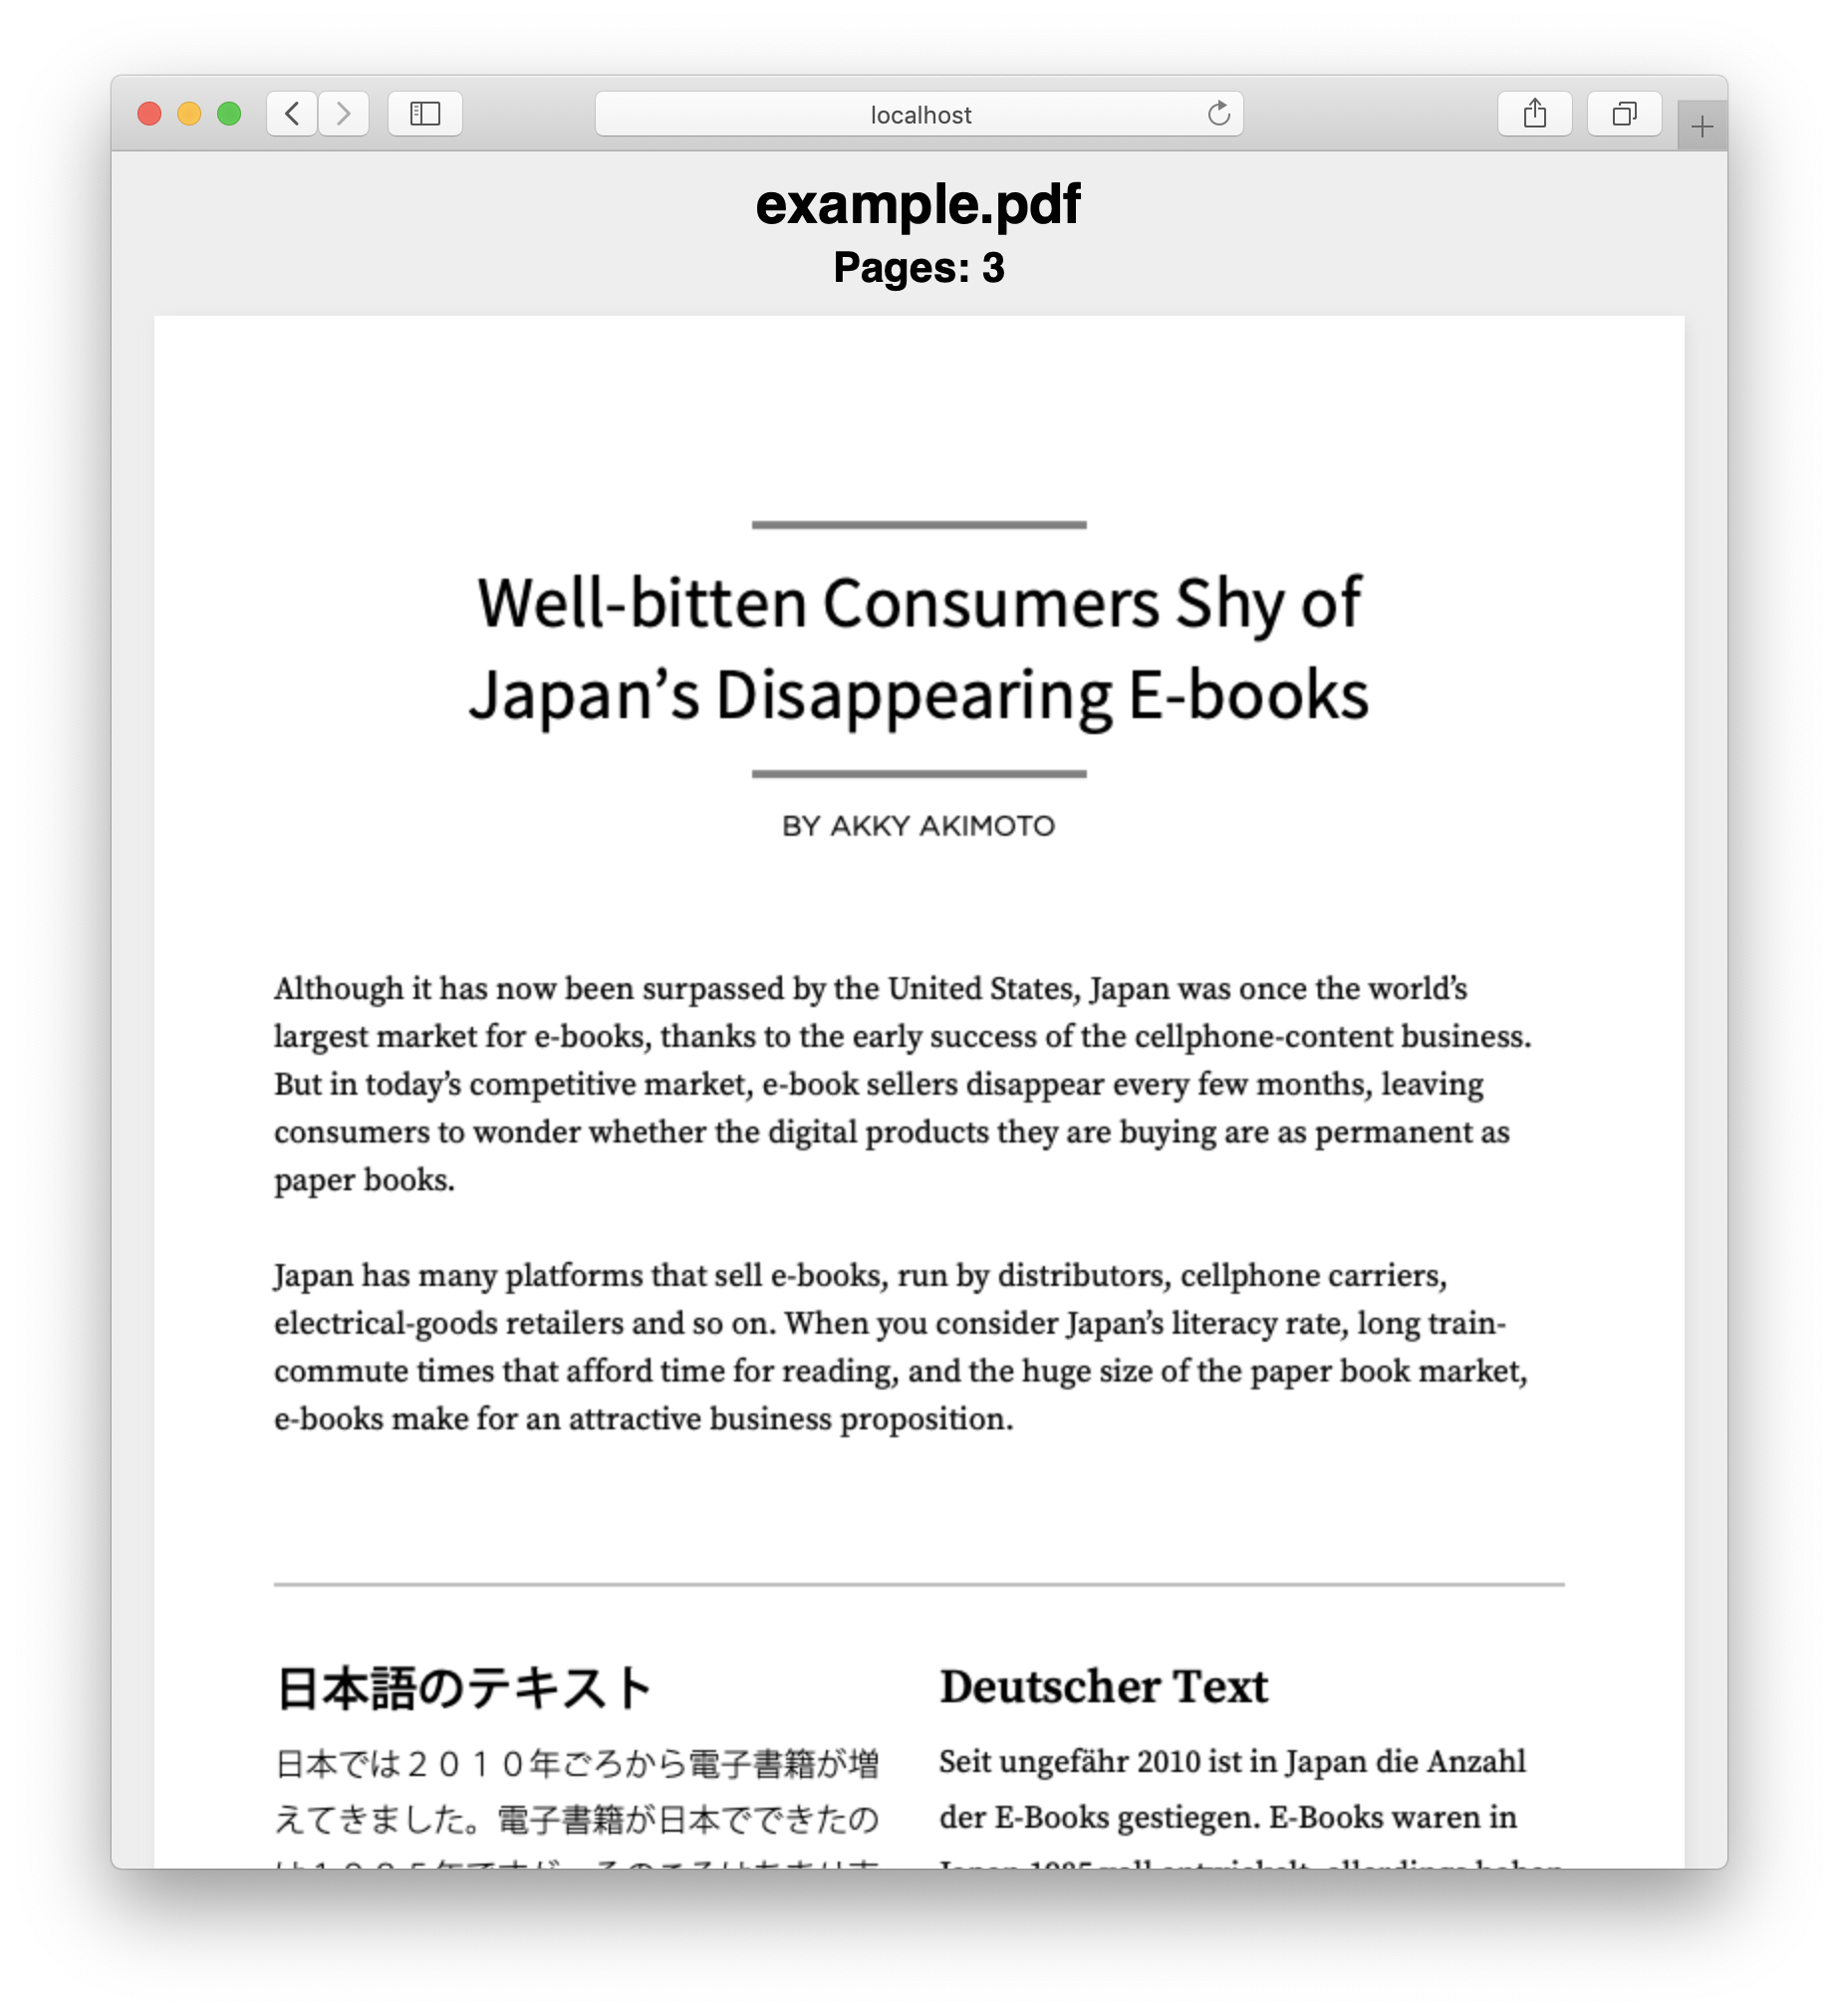 localhost
example.pdf
Pages: 3
Well-bitten Consumers Shy of
Japan’s Disappearing E-books
BY AKKY AKIMOTO
Although it has now been surpassed by the United States, Japan was once the world’s
largest market for e-books, thanks to the early success of the cellphone-content business.
But in today’s competitive market, e-book sellers disappear every few months, leaving
consumers to wonder whether the digital products they are buying are as permanent as
paper books.
Japan has many platforms that sell e-books, run by distributors, cellphone carriers,
electrical-goods retailers and so on. When you consider Japan’s literacy rate, long train-
commute times that afford time for reading, and the huge size of the paper book market,
e-books make for an attractive business proposition.
日本語のテキスト
日本では２０１０年ごろから電子書籍が増
えてきました。電子書籍が日本でできたの
Deutscher Text
Seit ungefähr 2010 ist in Japan die Anzahl
der E-Books gestiegen. E-Books waren in